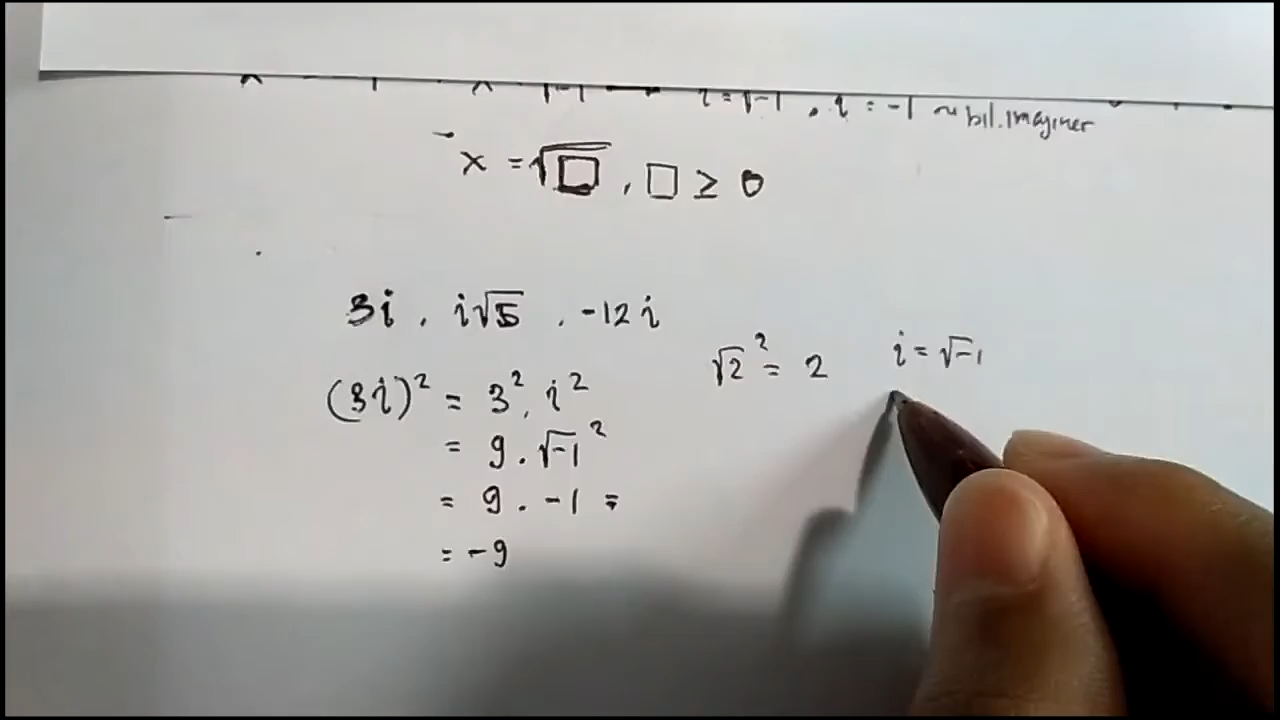 i = √-1 , i = -1 ~ bil. imajiner
x = √□ , □ ≥ 0
3i , i√5 , -12i
√2² = 2
i = √-1
(3i)² = 3² . i²
= 9 . √-1²
= 9 . -1 =
= -9